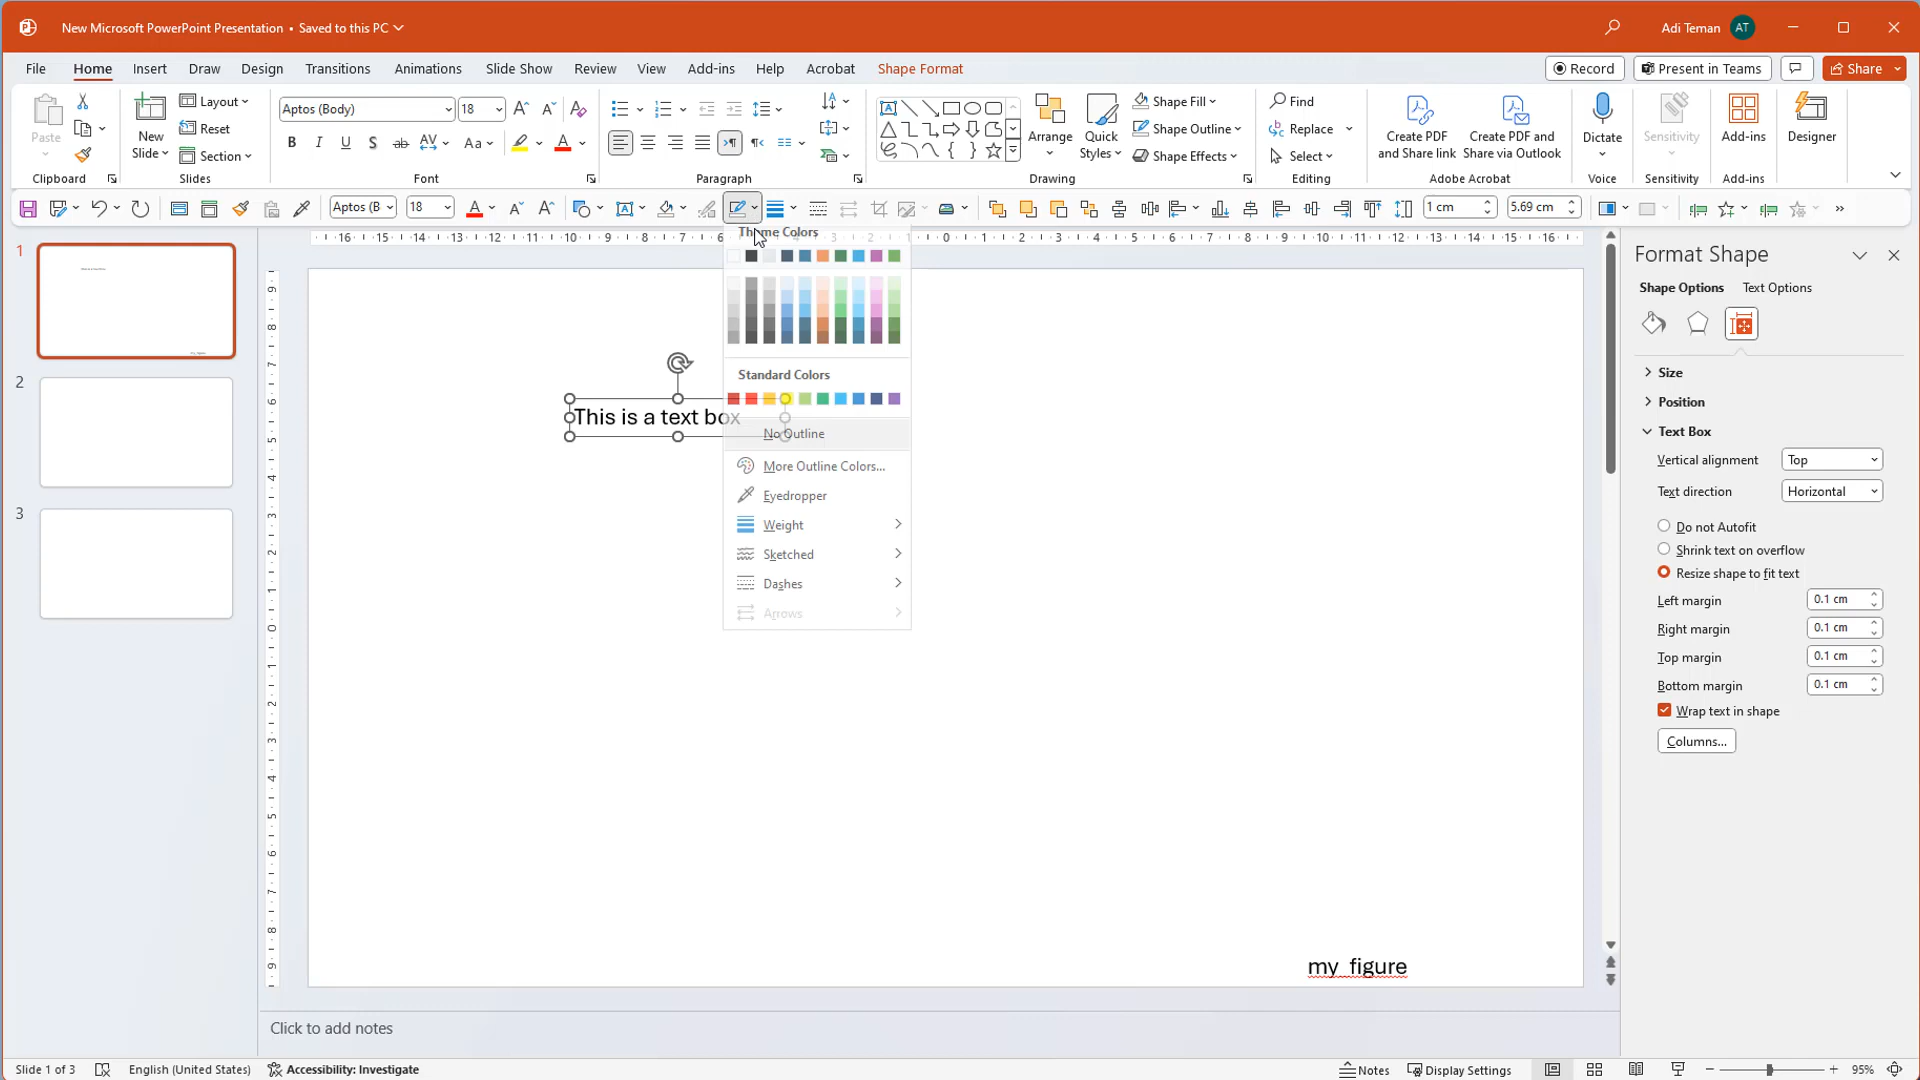 New Microsoft PowerPoint Presentation • Saved to this PC
Adi Teman AT
File Home Insert Draw Design Transitions Animations Slide Show Review View Add-ins Help Acrobat Shape Format
Record Present in Teams Share
Paste
Clipboard
New Slide
Layout
Reset
Section
Slides
Aptos (Body) 18
B I U S ab AV Aa A
Font
Paragraph
Arrange
Quick Styles
Shape Fill
Shape Outline
Shape Effects
Drawing
Find
Replace
Select
Editing
Create PDF and Share link
Create PDF and Share via Outlook
Adobe Acrobat
Dictate
Voice
Sensitivity
Sensitivity
Add-ins
Add-ins
Designer
Aptos (B 18 1 cm 5.69 cm
Theme Colors
Standard Colors
No Outline
More Outline Colors...
Eyedropper
Weight
Sketched
Dashes
Arrows
1
2
3
This is a text box
my_figure
Click to add notes
Format Shape
Shape Options Text Options
Size
Position
Text Box
Vertical alignment Top
Text direction Horizontal
Do not Autofit
Shrink text on overflow
Resize shape to fit text
Left margin 0.1 cm
Right margin 0.1 cm
Top margin 0.1 cm
Bottom margin 0.1 cm
Wrap text in shape
Columns...
Slide 1 of 3 English (United States) Accessibility: Investigate Notes Display Settings 95%